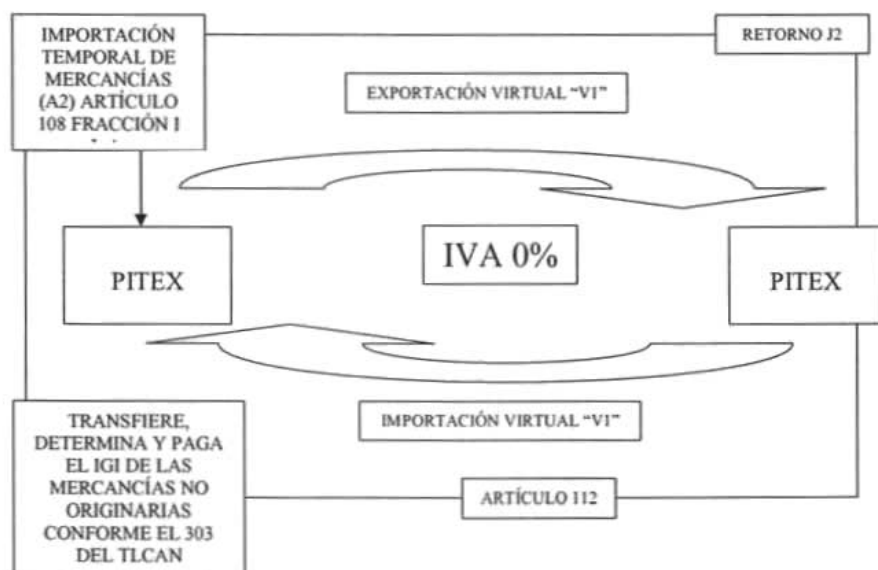 IMPORTACIÓN
TEMPORAL DE
MERCANCÍAS
(A2) ARTÍCULO
108 FRACCIÓN I
RETORNO J2
EXPORTACIÓN VIRTUAL “V1”
PITEX
IVA 0%
PITEX
IMPORTACIÓN VIRTUAL “V1”
TRANSFIERE,
DETERMINA Y PAGA
EL IGI DE LAS
MERCANCÍAS NO
ORIGINARIAS
CONFORME EL 303
DEL TLCAN
ARTÍCULO 112